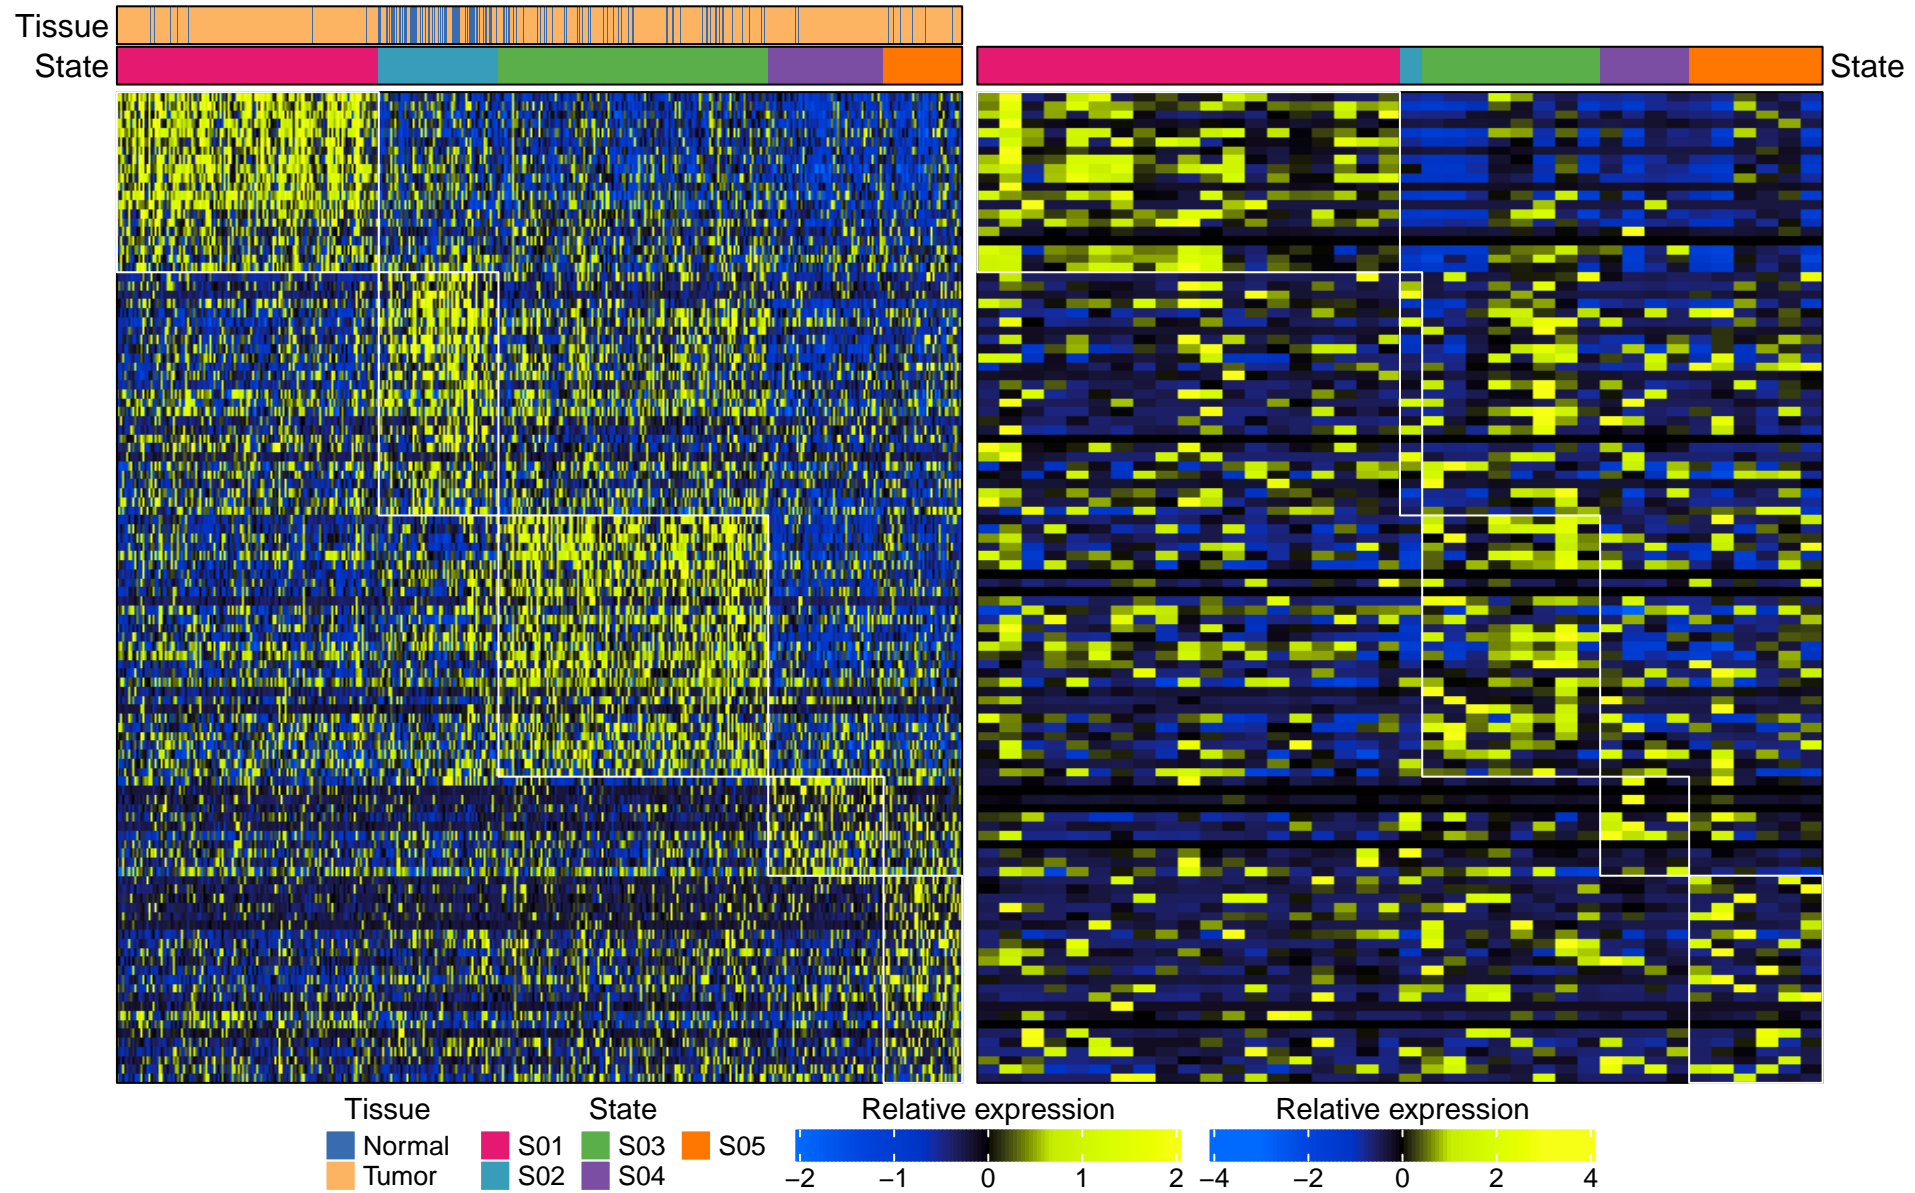 Tissue
State
State
Tissue
Normal
Tumor
State
S01
S02
S03
S04
S05
Relative expression
−2 −1 0 1 2
Relative expression
−4 −2 0 2 4